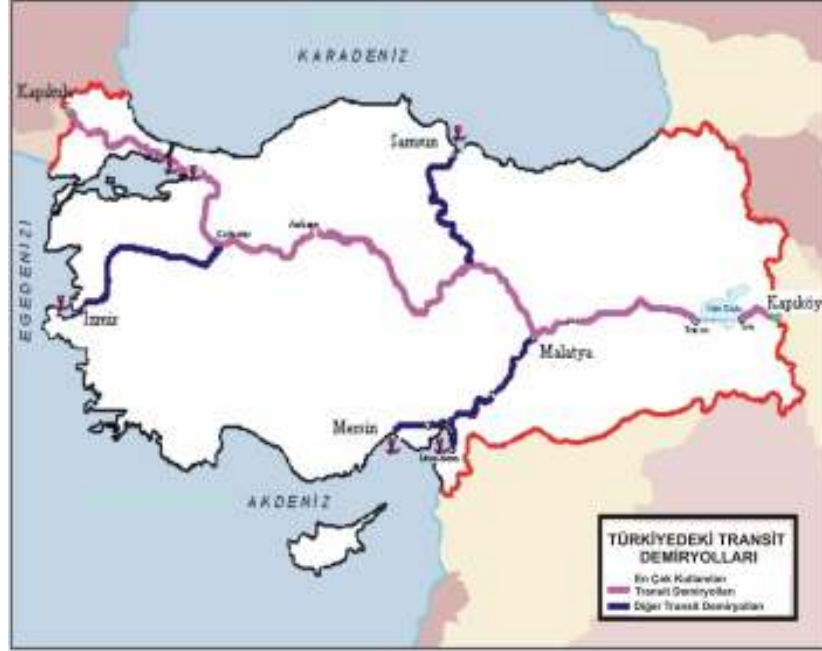 KARADENİZ
Kapıkule
Samsun
Ankara
EGEDENİZİ
İzmir
Kapıköy
Malatya
Mersin
AKDENİZ
TÜRKİYEDEKİ TRANSİT
DEMİRYOLLARI
En Çok Kullanılan
Transit Demiryolları
Diğer Transit Demiryolları